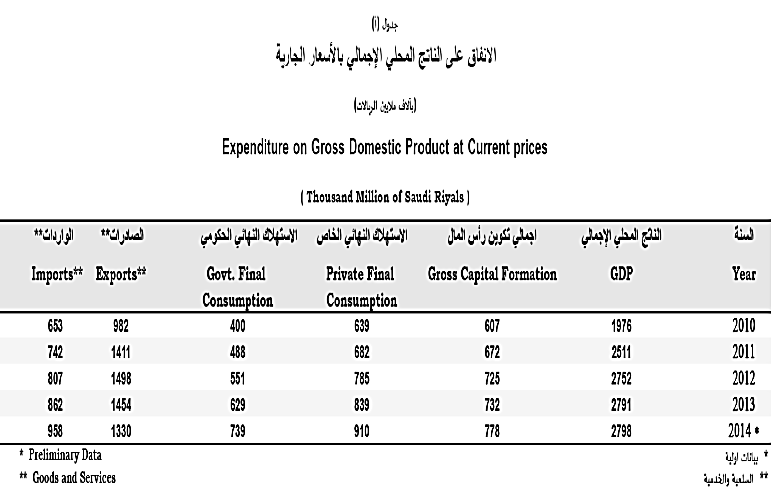 جدول (أ)
الانفاق على الناتج المحلي الإجمالي بالأسعار الجارية
(بآلاف ملايين الريالات)
Expenditure on Gross Domestic Product at Current prices
( Thousand Million of Saudi Riyals )
الواردات** الصادرات** الاستهلاك النهائي الحكومي الاستهلاك النهائي الخاص اجمالي تكوين رأس المال الناتج المحلي الإجمالي السنة
Imports** Exports** Govt. Final Private Final Gross Capital Formation GDP Year
Consumption Consumption
653 982 400 639 607 1976 2010
742 1411 488 682 672 2511 2011
807 1498 551 785 725 2752 2012
862 1454 629 839 732 2791 2013
958 1330 739 910 778 2798 2014 *
* Preliminary Data * بيانات اولية
** Goods and Services ** السلعية والخدمية